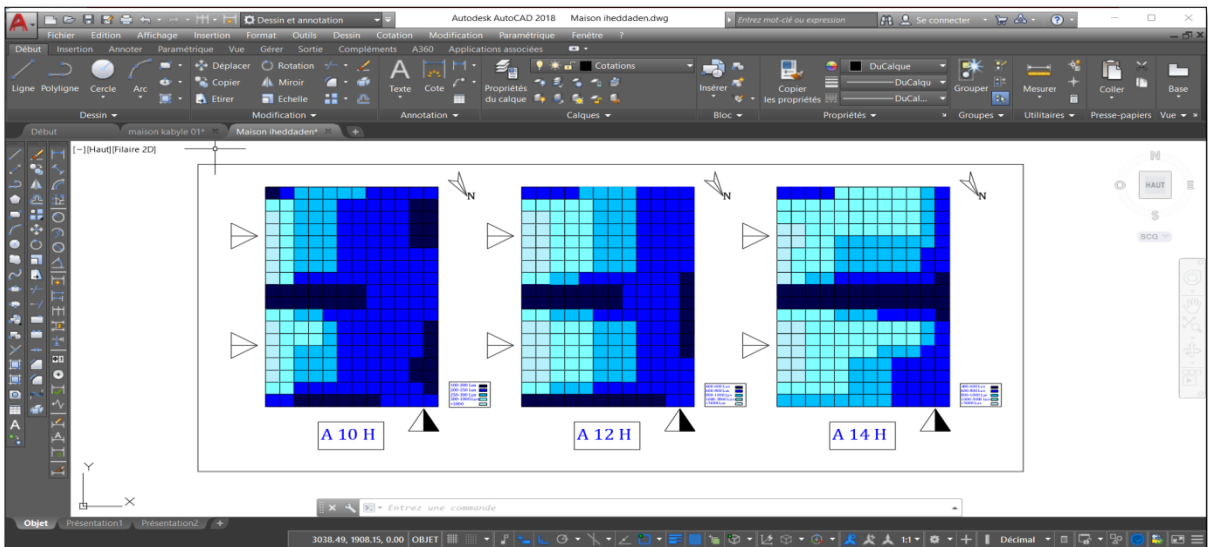 Dessin et annotation
Autodesk AutoCAD 2018 Maison iheddaden.dwg
Entrez mot-clé ou expression
Se connecter
Fichier Edition Affichage Insertion Format Outils Dessin Cotation Modification Paramétrique Fenêtre ?
Début Insertion Annoter Paramétrique Vue Gérer Sortie Compléments A360 Applications associées
Déplacer Rotation
Cotations
DuCalque
Copier Miroir
DuCalqu
Ligne Polyligne Cercle Arc
Texte Cote
Propriétés du calque
Insérer
Copier les propriétés
Grouper
Mesurer
Coller
Base
Etirer Echelle
DuCal...
Dessin Modification Annotation Calques Bloc Propriétés Groupes Utilitaires Presse-papiers Vue
Début maison kabyle 01* Maison iheddaden*
[−][Haut][Filaire 2D]
N N N
N
O HAUT E
S
SCG
A 10 H A 12 H A 14 H
Y
X
Entrez une commande
Objet Présentation1 Présentation2 +
3038.49, 1908.15, 0.00 OBJET
1:1
Décimal